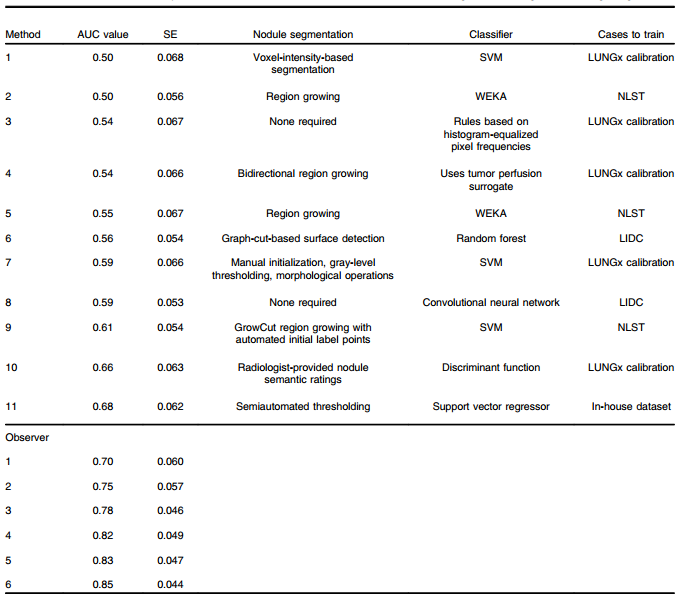 Method AUC value SE Nodule segmentation Classifier Cases to train
1 0.50 0.068 Voxel-intensity-based segmentation SVM LUNGx calibration
2 0.50 0.056 Region growing WEKA NLST
3 0.54 0.067 None required Rules based on histogram-equalized pixel frequencies LUNGx calibration
4 0.54 0.066 Bidirectional region growing Uses tumor perfusion surrogate LUNGx calibration
5 0.55 0.067 Region growing WEKA NLST
6 0.56 0.054 Graph-cut-based surface detection Random forest LIDC
7 0.59 0.066 Manual initialization, gray-level thresholding, morphological operations SVM LUNGx calibration
8 0.59 0.053 None required Convolutional neural network LIDC
9 0.61 0.054 GrowCut region growing with automated initial label points SVM NLST
10 0.66 0.063 Radiologist-provided nodule semantic ratings Discriminant function LUNGx calibration
11 0.68 0.062 Semiautomated thresholding Support vector regressor In-house dataset
Observer
1 0.70 0.060
2 0.75 0.057
3 0.78 0.046
4 0.82 0.049
5 0.83 0.047
6 0.85 0.044